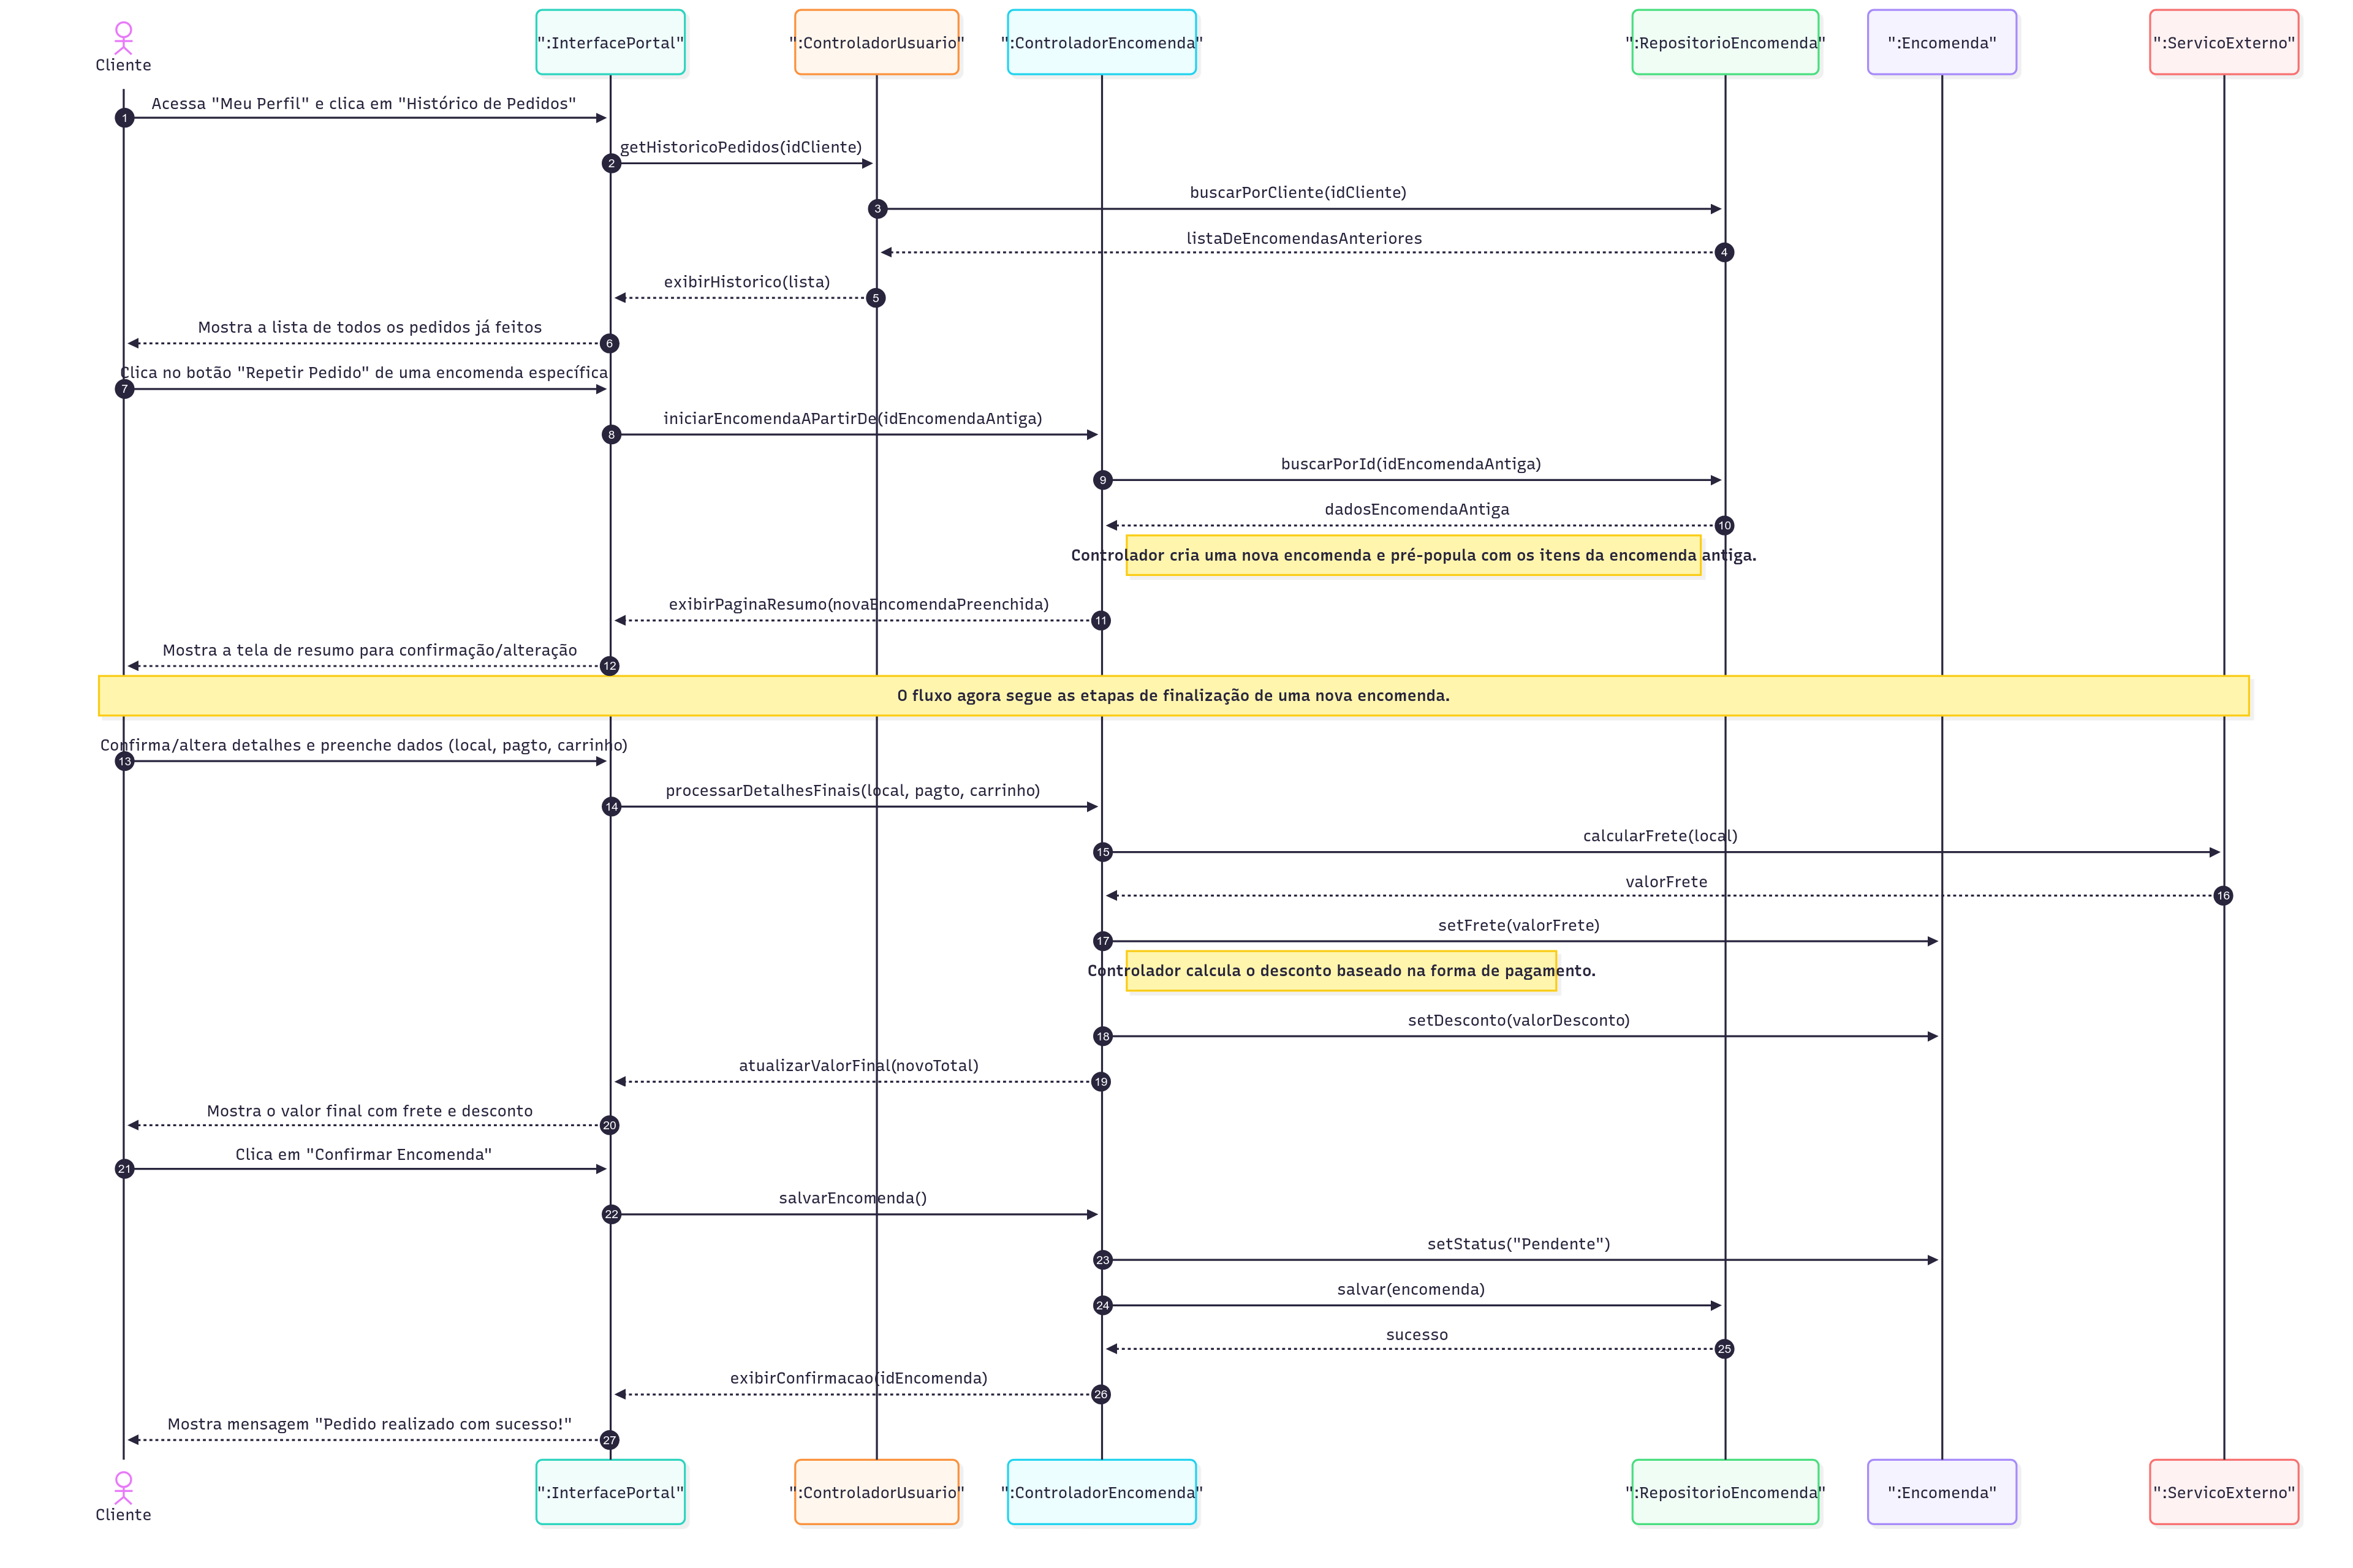 Cliente
":InterfacePortal"
":ControladorUsuario"
":ControladorEncomenda"
":RepositorioEncomenda"
":Encomenda"
":ServicoExterno"
Acessa "Meu Perfil" e clica em "Histórico de Pedidos"
1
getHistoricoPedidos(idCliente)
2
buscarPorCliente(idCliente)
3
listaDeEncomendasAnteriores
4
exibirHistorico(lista)
5
Mostra a lista de todos os pedidos já feitos
6
Clica no botão "Repetir Pedido" de uma encomenda específica
7
iniciarEncomendaAPartirDe(idEncomendaAntiga)
8
buscarPorId(idEncomendaAntiga)
9
dadosEncomendaAntiga
10
Controlador cria uma nova encomenda e pré-popula com os itens da encomenda antiga.
exibirPaginaResumo(novaEncomendaPreenchida)
11
Mostra a tela de resumo para confirmação/alteração
12
O fluxo agora segue as etapas de finalização de uma nova encomenda.
Confirma/altera detalhes e preenche dados (local, pagto, carrinho)
13
processarDetalhesFinais(local, pagto, carrinho)
14
calcularFrete(local)
15
valorFrete
16
setFrete(valorFrete)
17
Controlador calcula o desconto baseado na forma de pagamento.
setDesconto(valorDesconto)
18
atualizarValorFinal(novoTotal)
19
Mostra o valor final com frete e desconto
20
Clica em "Confirmar Encomenda"
21
salvarEncomenda()
22
setStatus("Pendente")
23
salvar(encomenda)
24
sucesso
25
exibirConfirmacao(idEncomenda)
26
Mostra mensagem "Pedido realizado com sucesso!"
27
Cliente
":InterfacePortal"
":ControladorUsuario"
":ControladorEncomenda"
":RepositorioEncomenda"
":Encomenda"
":ServicoExterno"